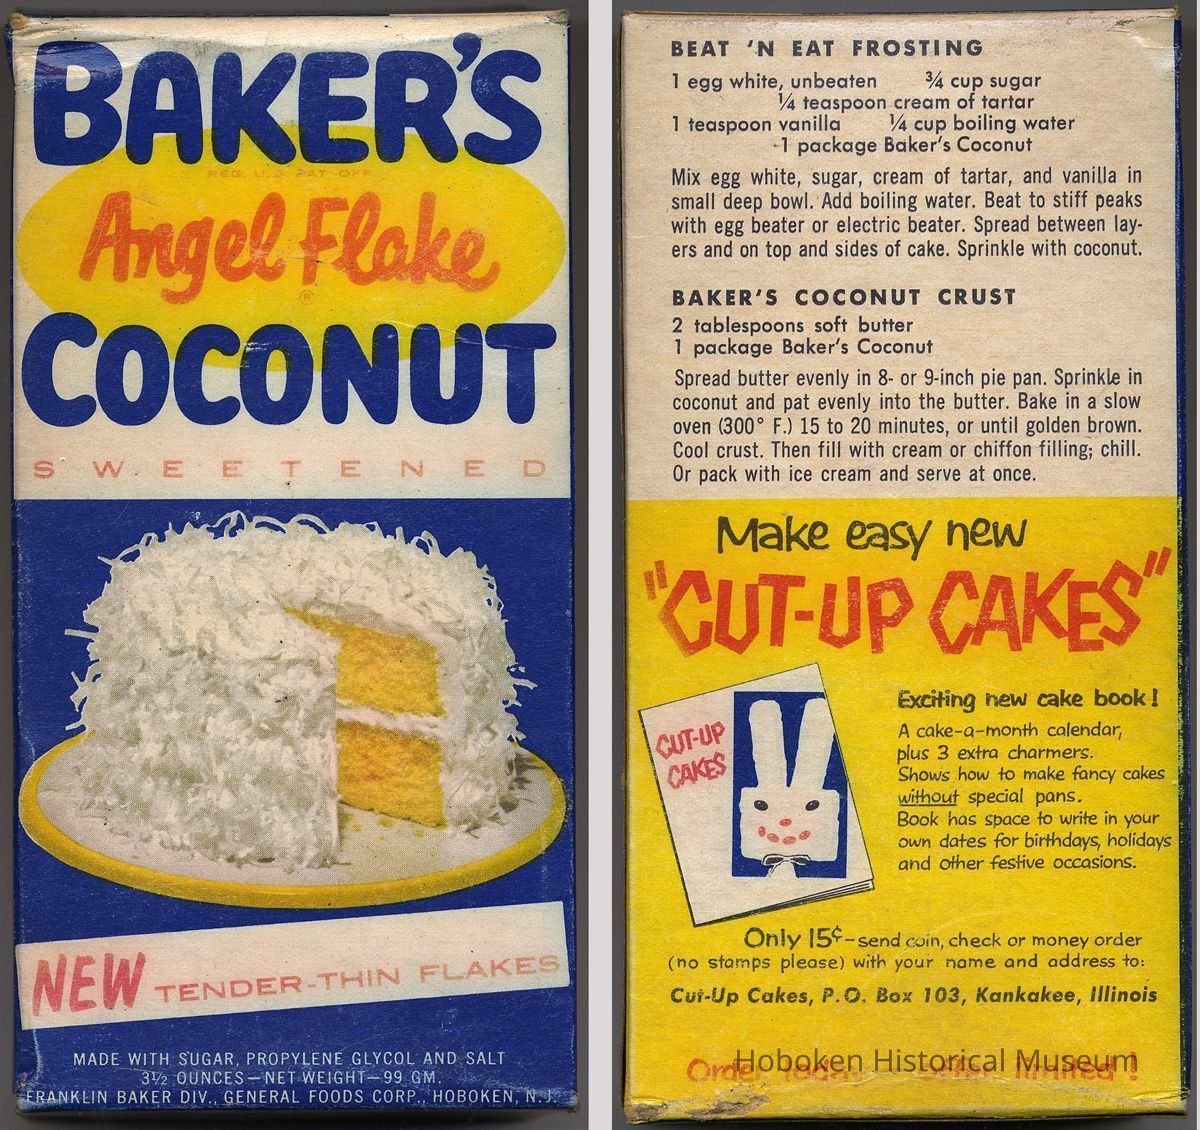 BAKER'S
REG. U.S. PAT. OFF.
Angel Flake
®
COCONUT
SWEETENED
NEW TENDER-THIN FLAKES
MADE WITH SUGAR, PROPYLENE GLYCOL AND SALT
3½ OUNCES—NET WEIGHT—99 GM.
FRANKLIN BAKER DIV., GENERAL FOODS CORP., HOBOKEN, N.J.
BEAT 'N EAT FROSTING
1 egg white, unbeaten ¾ cup sugar
¼ teaspoon cream of tartar
1 teaspoon vanilla ¼ cup boiling water
1 package Baker's Coconut
Mix egg white, sugar, cream of tartar, and vanilla in
small deep bowl. Add boiling water. Beat to stiff peaks
with egg beater or electric beater. Spread between lay-
ers and on top and sides of cake. Sprinkle with coconut.
BAKER'S COCONUT CRUST
2 tablespoons soft butter
1 package Baker's Coconut
Spread butter evenly in 8- or 9-inch pie pan. Sprinkle in
coconut and pat evenly into the butter. Bake in a slow
oven (300° F.) 15 to 20 minutes, or until golden brown.
Cool crust. Then fill with cream or chiffon filling; chill.
Or pack with ice cream and serve at once.
Make easy new
"CUT-UP CAKES"
CUT-UP
CAKES
Exciting new cake book!
A cake-a-month calendar,
plus 3 extra charmers.
Shows how to make fancy cakes
without special pans.
Book has space to write in your
own dates for birthdays, holidays
and other festive occasions.
Only 15¢—send coin, check or money order
(no stamps please) with your name and address to:
Cut-Up Cakes, P.O. Box 103, Kankakee, Illinois
Order today offer limited!
Hoboken Historical Museum